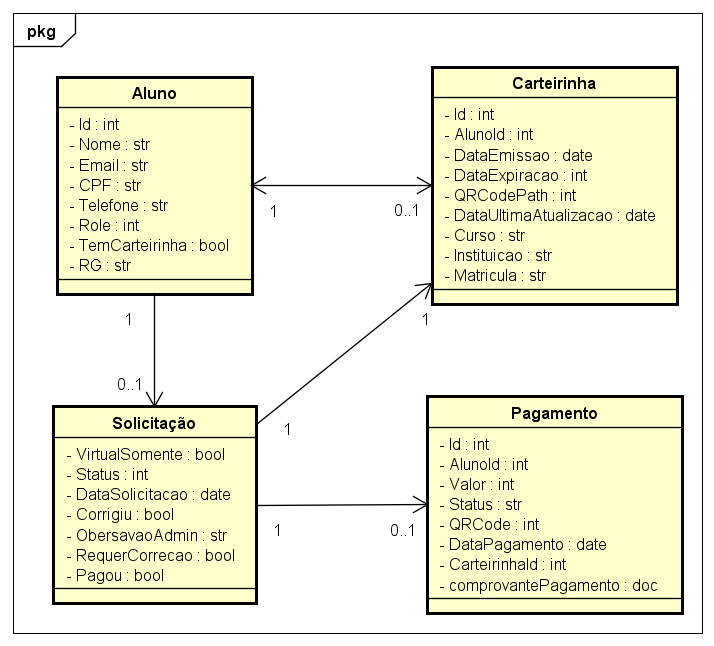 pkg
Aluno
- Id : int
- Nome : str
- Email : str
- CPF : str
- Telefone : str
- Role : int
- TemCarteirinha : bool
- RG : str
Carteirinha
- Id : int
- AlunoId : int
- DataEmissao : date
- DataExpiracao : int
- QRCodePath : int
- DataUltimaAtualizacao : date
- Curso : str
- Instituicao : str
- Matricula : str
1
0..1
1
0..1
1
1
Solicitação
- VirtualSomente : bool
- Status : int
- DataSolicitacao : date
- Corrigiu : bool
- ObersavaoAdmin : str
- RequerCorrecao : bool
- Pagou : bool
1
0..1
Pagamento
- Id : int
- AlunoId : int
- Valor : int
- Status : str
- QRCode : int
- DataPagamento : date
- CarteirinhaId : int
- comprovantePagamento : doc